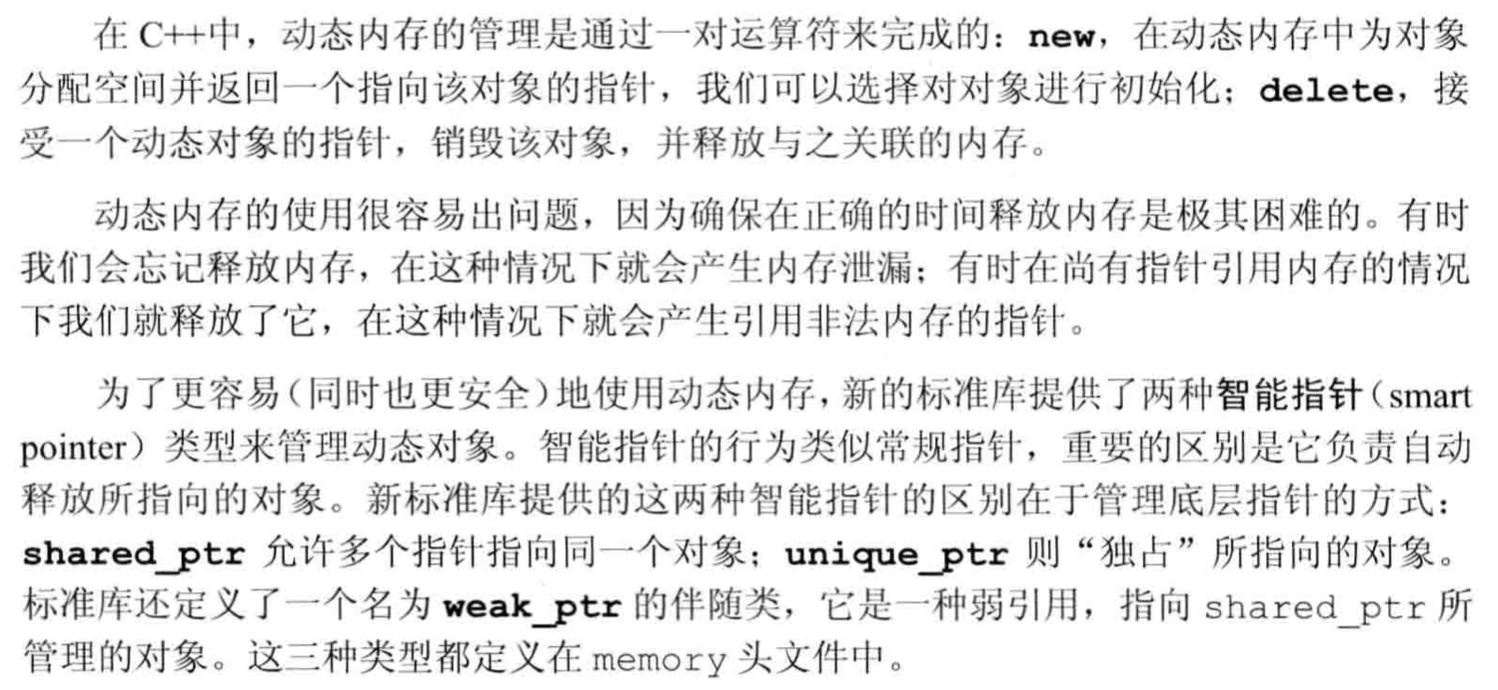 在 C++中，动态内存的管理是通过一对运算符来完成的：new，在动态内存中为对象
分配空间并返回一个指向该对象的指针，我们可以选择对对象进行初始化；delete，接
受一个动态对象的指针，销毁该对象，并释放与之关联的内存。
动态内存的使用很容易出问题，因为确保在正确的时间释放内存是极其困难的。有时
我们会忘记释放内存，在这种情况下就会产生内存泄漏；有时在尚有指针引用内存的情况
下我们就释放了它，在这种情况下就会产生引用非法内存的指针。
为了更容易（同时也更安全）地使用动态内存，新的标准库提供了两种智能指针（smart
pointer）类型来管理动态对象。智能指针的行为类似常规指针，重要的区别是它负责自动
释放所指向的对象。新标准库提供的这两种智能指针的区别在于管理底层指针的方式：
shared_ptr 允许多个指针指向同一个对象；unique_ptr 则“独占”所指向的对象。
标准库还定义了一个名为 weak_ptr 的伴随类，它是一种弱引用，指向 shared_ptr 所
管理的对象。这三种类型都定义在 memory 头文件中。